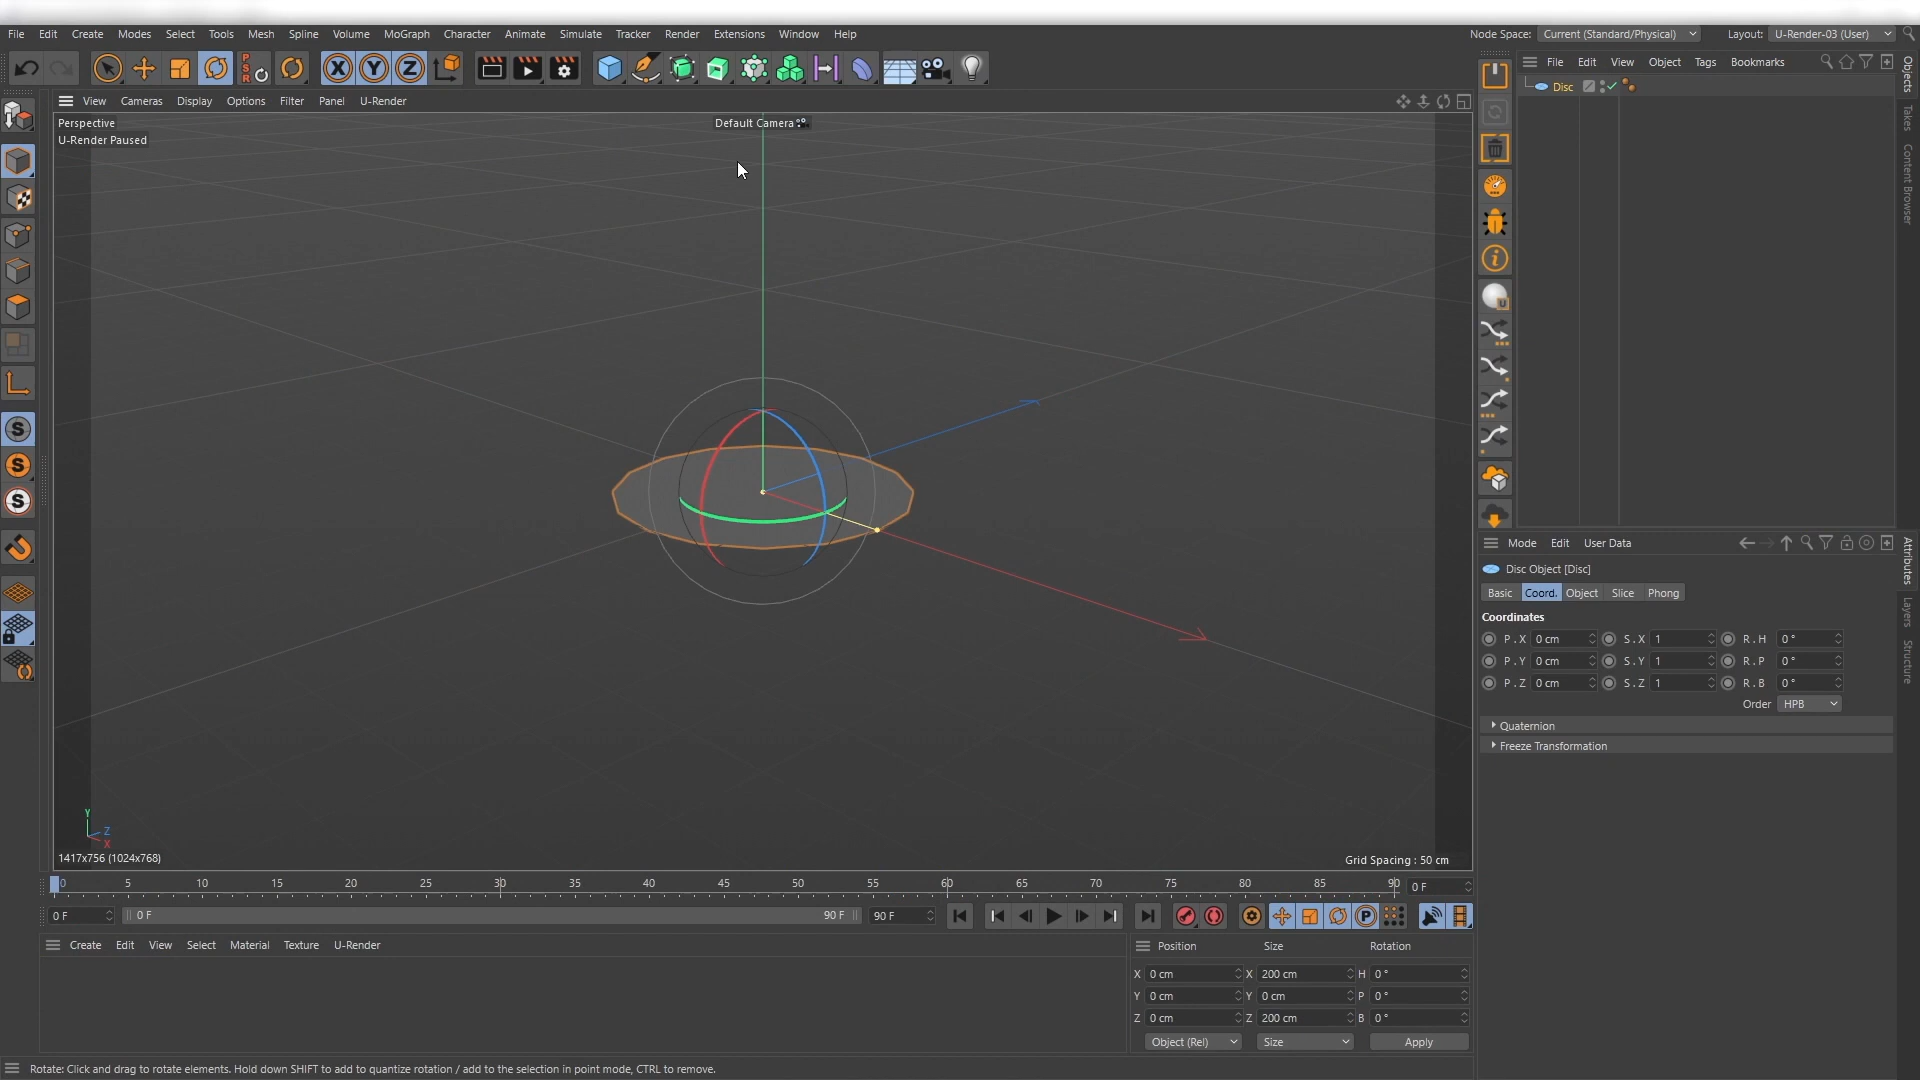 File Edit Create Modes Select Tools Mesh Spline Volume MoGraph Character Animate Simulate Tracker Render Extensions Window Help
Node Space: Current (Standard/Physical) Layout: U-Render-03 (User)
PSR X Y Z
File Edit View Object Tags Bookmarks
Disc
Objects
Takes
Content Browser
View Cameras Display Options Filter Panel U-Render
Perspective
Default Camera
U-Render Paused
S
S
S
Y
Z
X
1417x756 (1024x768)
Grid Spacing : 50 cm
Mode Edit User Data
Disc Object [Disc]
Basic Coord. Object Slice Phong
Coordinates
P . X 0 cm S . X 1 R . H 0 °
P . Y 0 cm S . Y 1 R . P 0 °
P . Z 0 cm S . Z 1 R . B 0 °
Order HPB
Quaternion
Freeze Transformation
Attributes
Layers
Structure
0 5 10 15 20 25 30 35 40 45 50 55 60 65 70 75 80 85 90 0 F
0 F 0 F 90 F 90 F P
Create Edit View Select Material Texture U-Render
Position Size Rotation
X 0 cm X 200 cm H 0 °
Y 0 cm Y 0 cm P 0 °
Z 0 cm Z 200 cm B 0 °
Object (Rel) Size Apply
Rotate: Click and drag to rotate elements. Hold down SHIFT to add to quantize rotation / add to the selection in point mode, CTRL to remove.